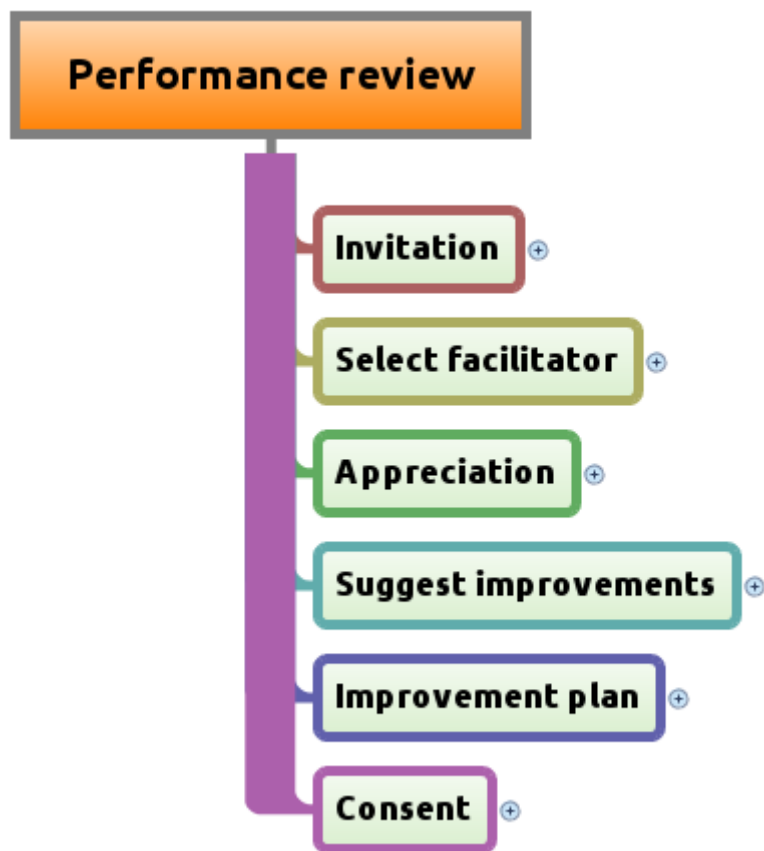 Performance review
Invitation
Select facilitator
Appreciation
Suggest improvements
Improvement plan
Consent